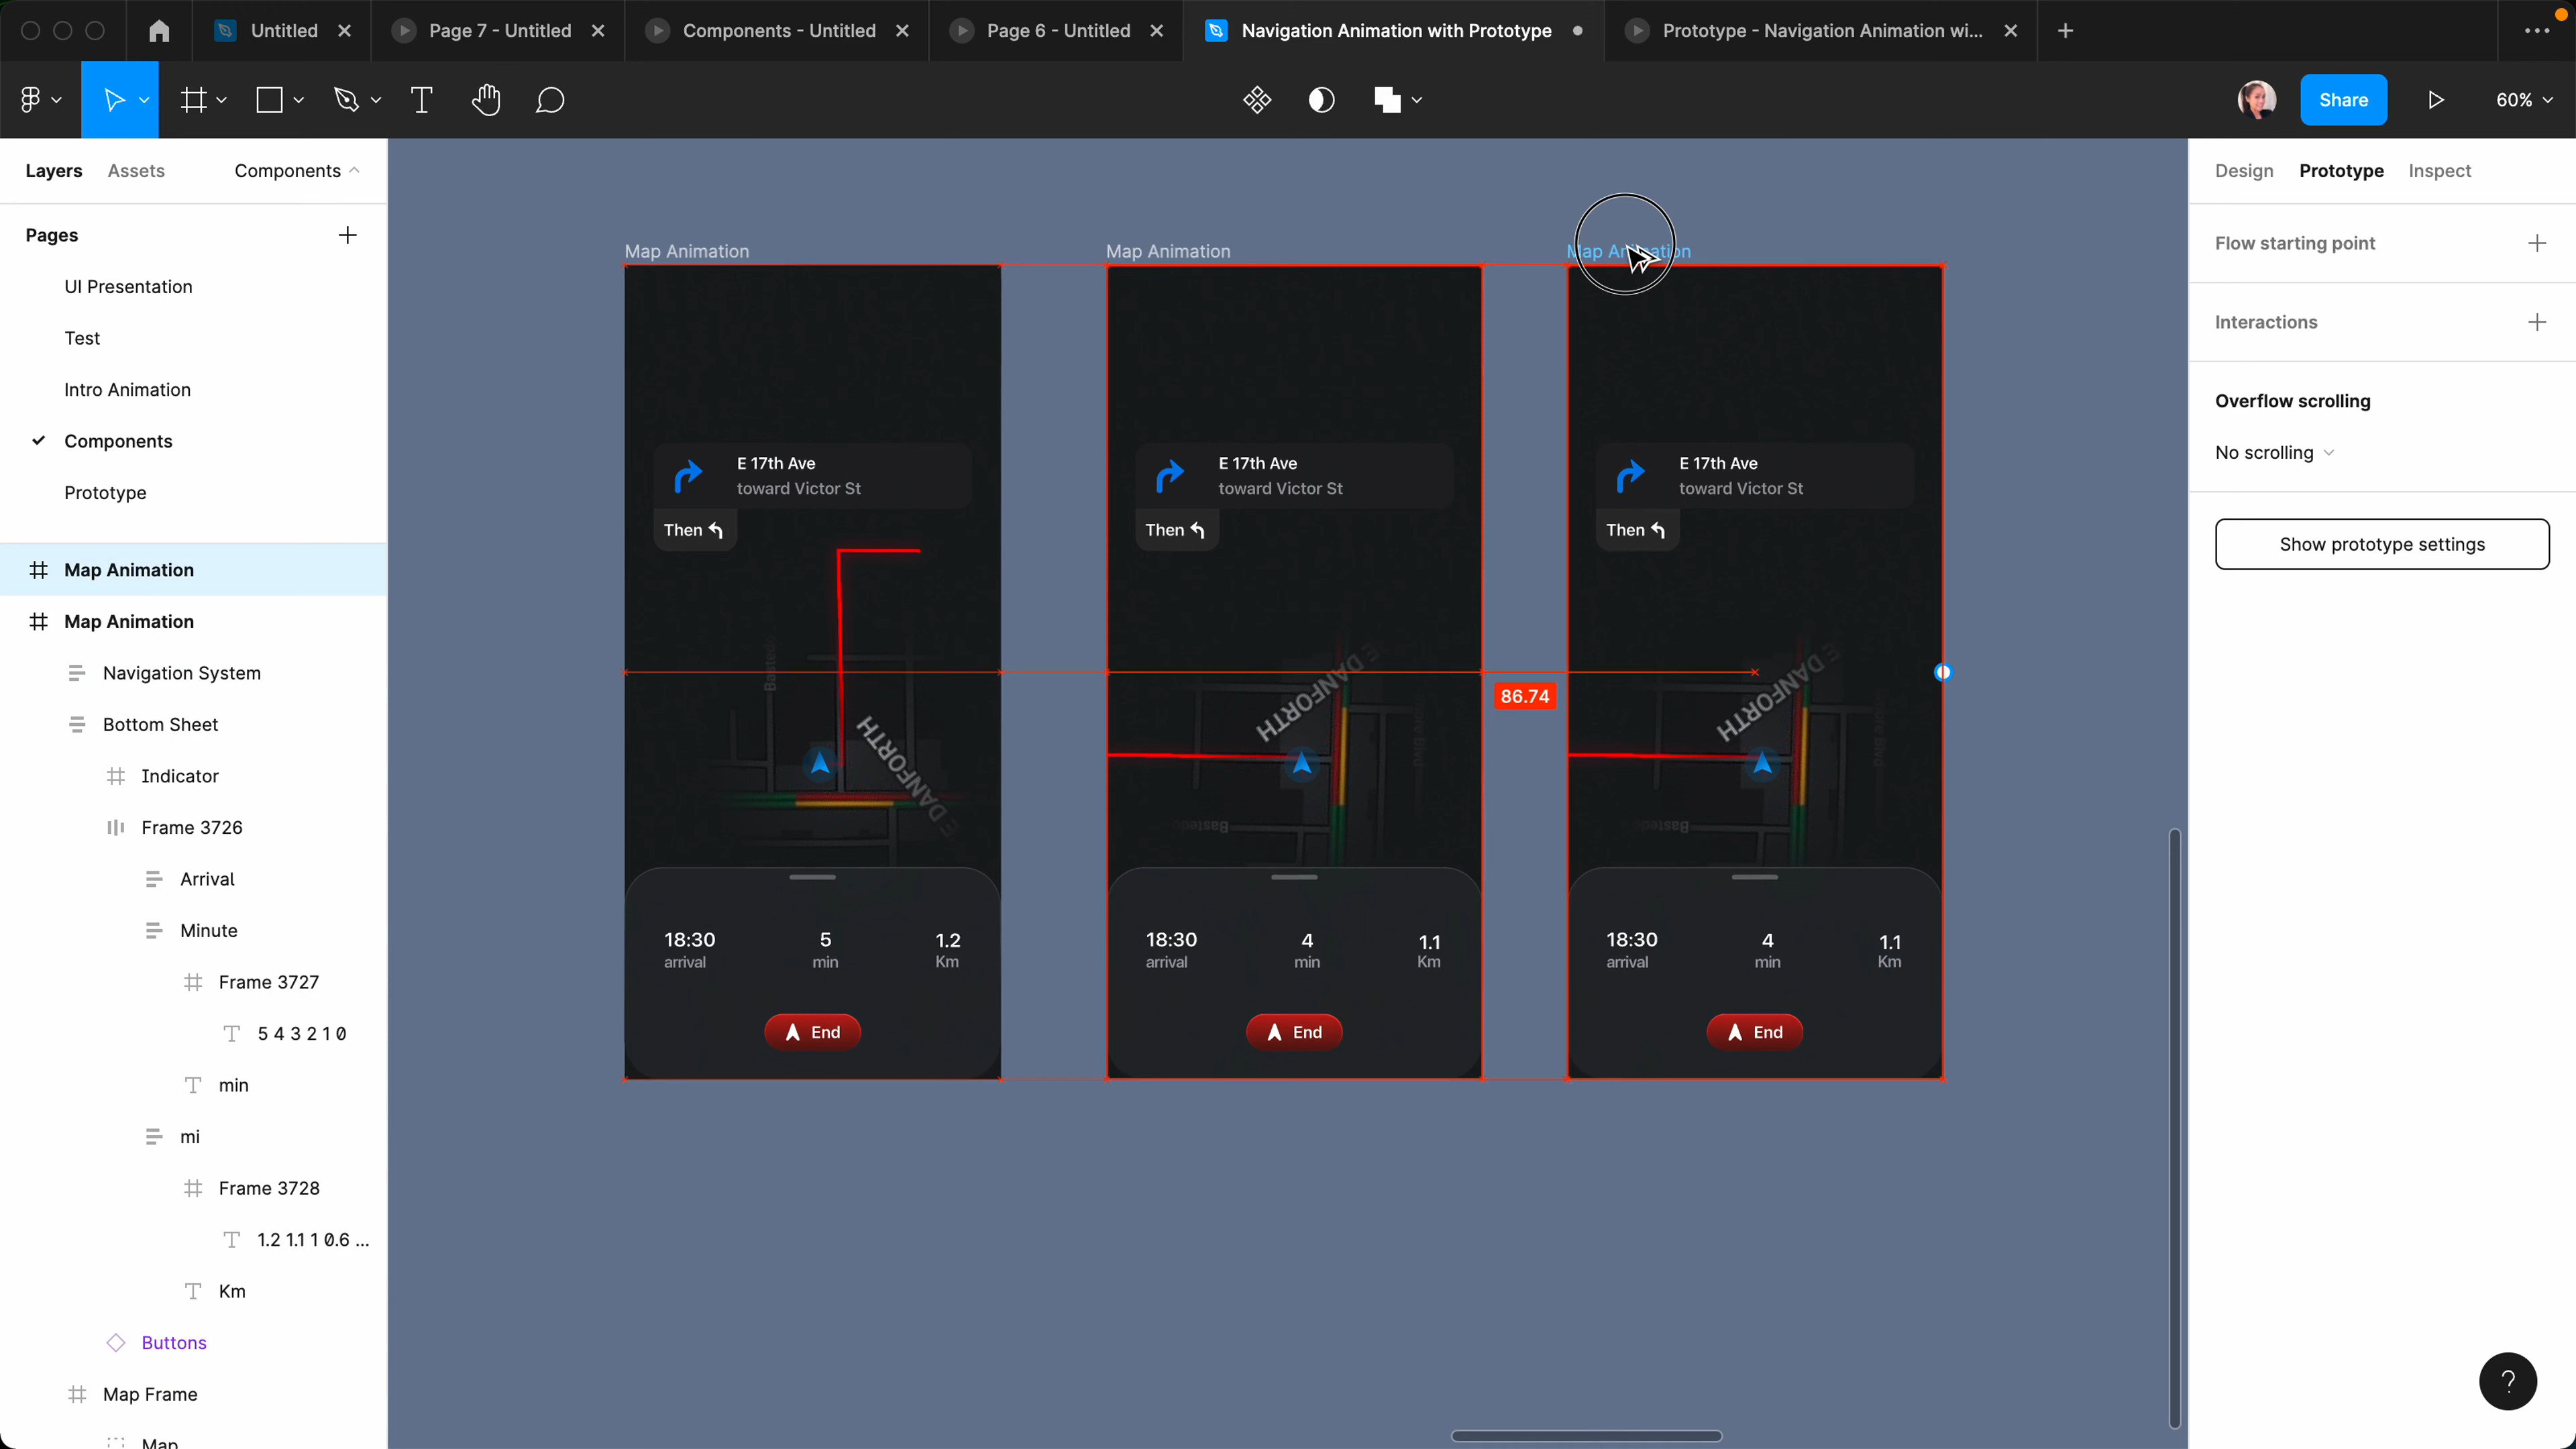 Untitled
Page 7 - Untitled
Components - Untitled
Page 6 - Untitled
Navigation Animation with Prototype
Prototype - Navigation Animation wi...
Share
60%
Layers
Assets
Components
Pages
UI Presentation
Test
Intro Animation
Components
Prototype
Map Animation
Map Animation
Navigation System
Bottom Sheet
Indicator
Frame 3726
Arrival
Minute
Frame 3727
5 4 3 2 1 0
min
mi
Frame 3728
1.2 1.1 1 0.6 ...
Km
Buttons
Map Frame
Map
Map Animation
E 17th Ave
toward Victor St
Then
Basted
E DANFORTH
18:30
arrival
5
min
1.2
Km
End
Map Animation
E 17th Ave
toward Victor St
Then
E DANFORTH
Basted
18:30
arrival
4
min
1.1
Km
End
86.74
Map Animation
E 17th Ave
toward Victor St
Then
E DANFORTH
Basted
18:30
arrival
4
min
1.1
Km
End
Design
Prototype
Inspect
Flow starting point
Interactions
Overflow scrolling
No scrolling
Show prototype settings
?